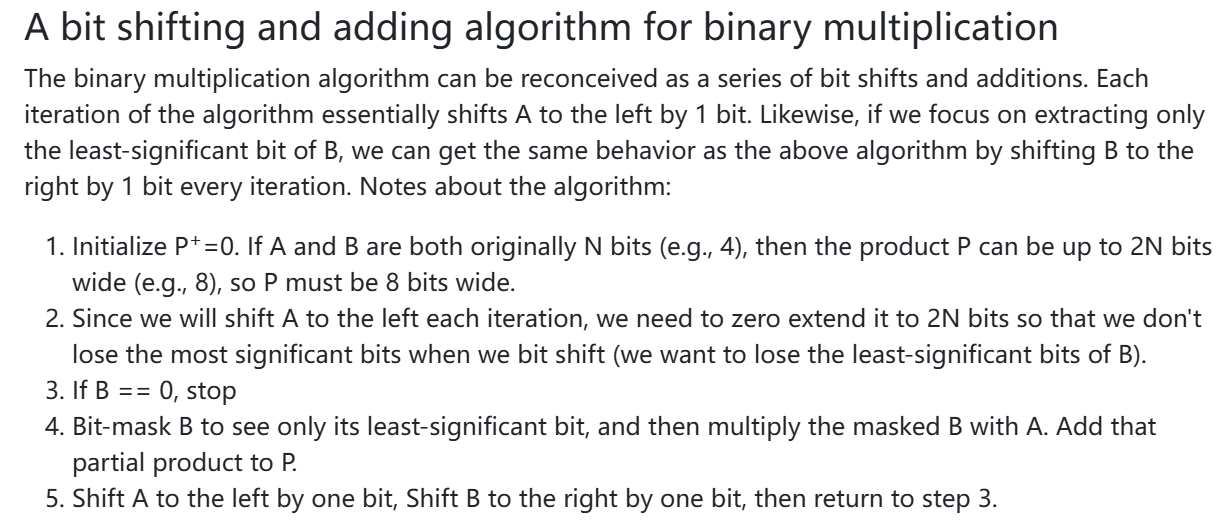 A bit shifting and adding algorithm for binary multiplication
The binary multiplication algorithm can be reconceived as a series of bit shifts and additions. Each
iteration of the algorithm essentially shifts A to the left by 1 bit. Likewise, if we focus on extracting only
the least-significant bit of B, we can get the same behavior as the above algorithm by shifting B to the
right by 1 bit every iteration. Notes about the algorithm:
1. Initialize P⁺=0. If A and B are both originally N bits (e.g., 4), then the product P can be up to 2N bits
wide (e.g., 8), so P must be 8 bits wide.
2. Since we will shift A to the left each iteration, we need to zero extend it to 2N bits so that we don't
lose the most significant bits when we bit shift (we want to lose the least-significant bits of B).
3. If B == 0, stop
4. Bit-mask B to see only its least-significant bit, and then multiply the masked B with A. Add that
partial product to P.
5. Shift A to the left by one bit, Shift B to the right by one bit, then return to step 3.